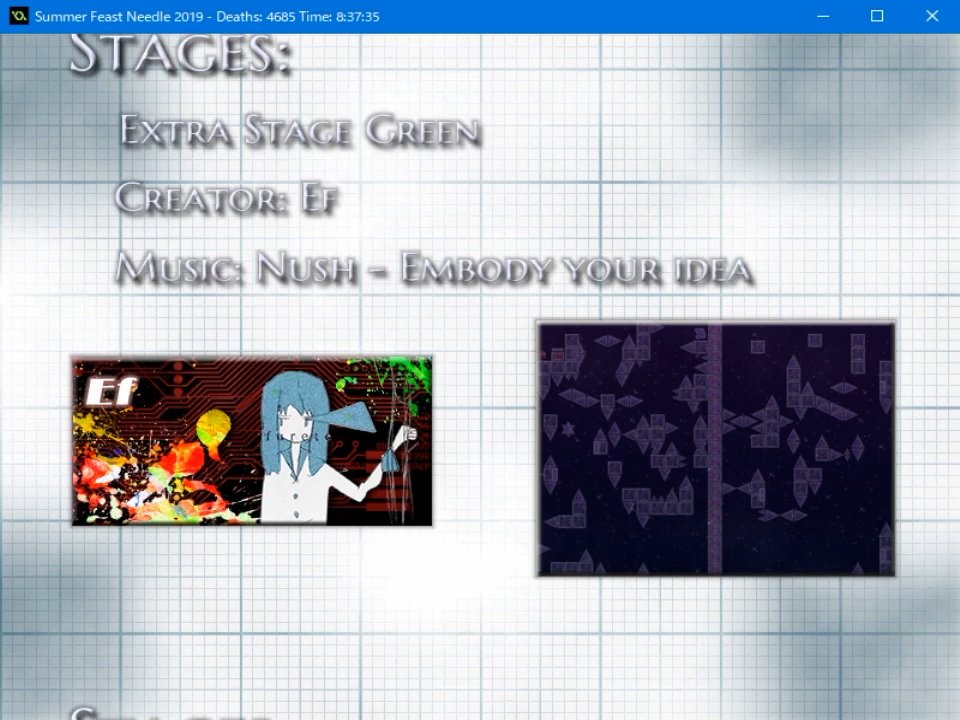 Summer Feast Needle 2019 - Deaths: 4685 Time: 8:37:35
Stages:
Extra Stage Green
Creator: Ef
Music: Nush - Embody your idea
Ef
furete